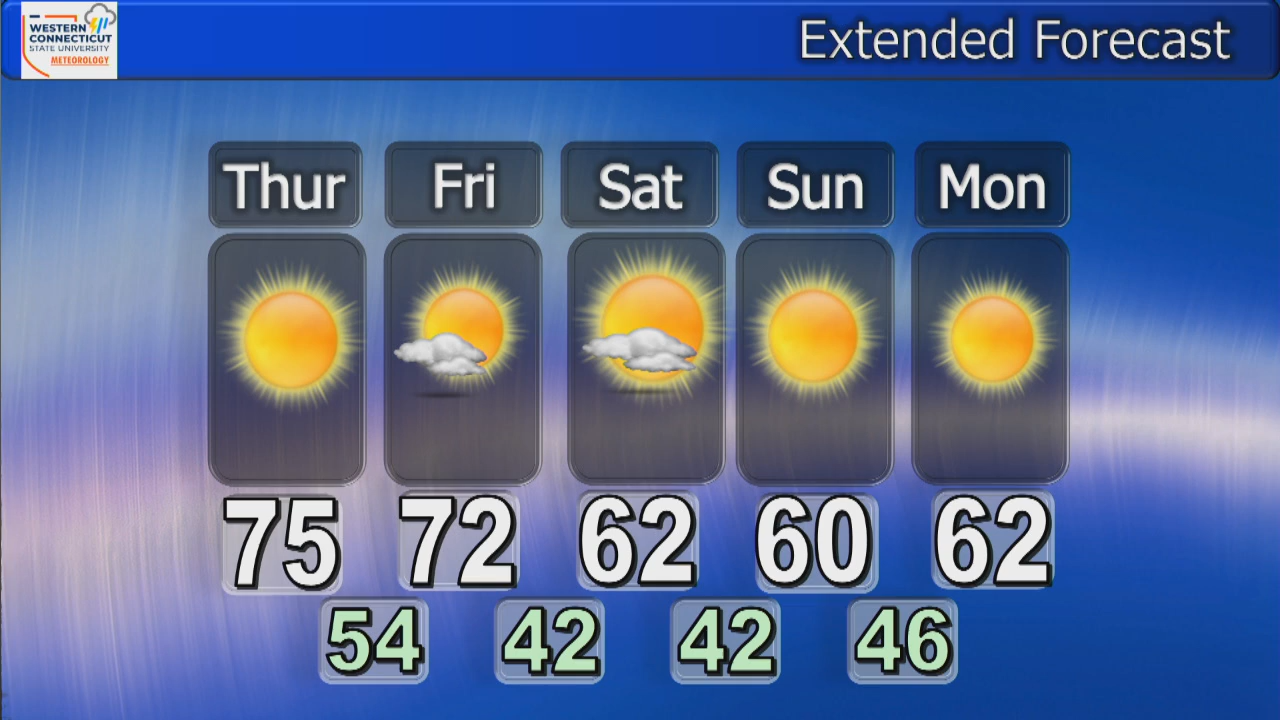 WESTERN
CONNECTICUT
STATE UNIVERSITY
METEOROLOGY
Extended Forecast
Thur Fri Sat Sun Mon
75 72 62 60 62
54 42 42 46